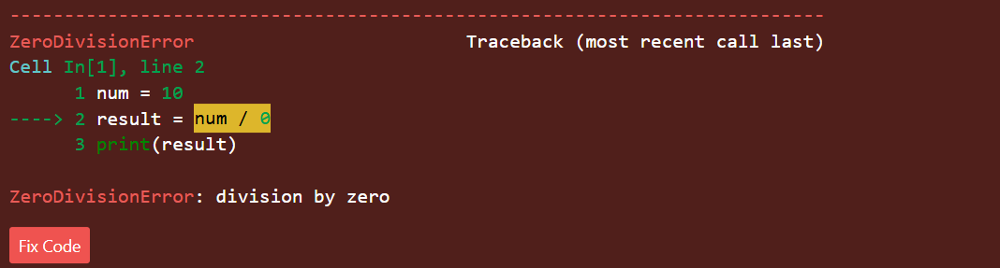 ---------------------------------------------------------------------------
ZeroDivisionError                         Traceback (most recent call last)
Cell In[1], line 2
      1 num = 10
----> 2 result = num / 0
      3 print(result)
ZeroDivisionError: division by zero
Fix Code